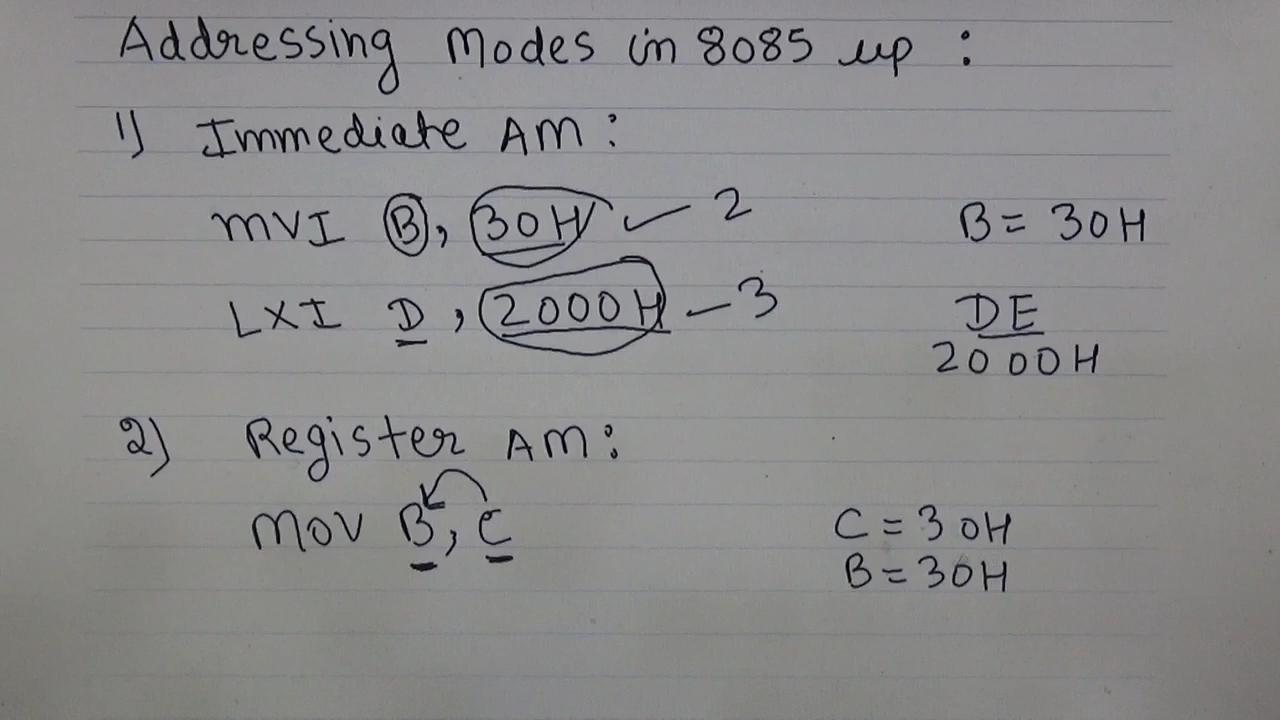 Addressing Modes in 8085 up :
1) Immediate AM :
MVI B, 30H ✓ 2 B = 30H
LXI D, 2000H - 3 DE
2000H
2) Register AM :
MOV B, C C = 30H
B = 30H